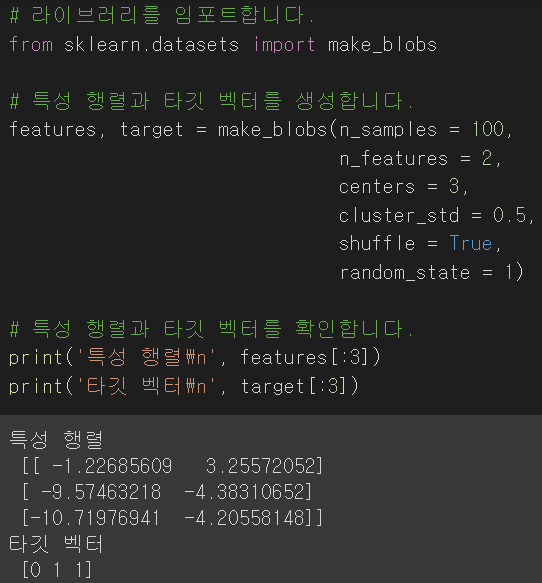 # 라이브러리를 임포트합니다.
from sklearn.datasets import make_blobs

# 특성 행렬과 타깃 벡터를 생성합니다.
features, target = make_blobs(n_samples = 100,
                              n_features = 2,
                              centers = 3,
                              cluster_std = 0.5,
                              shuffle = True,
                              random_state = 1)

# 특성 행렬과 타깃 벡터를 확인합니다.
print('특성 행렬₩n', features[:3])
print('타깃 벡터₩n', target[:3])

특성 행렬
 [[ -1.22685609   3.25572052]
 [ -9.57463218  -4.38310652]
 [-10.71976941  -4.20558148]]
타깃 벡터
 [0 1 1]